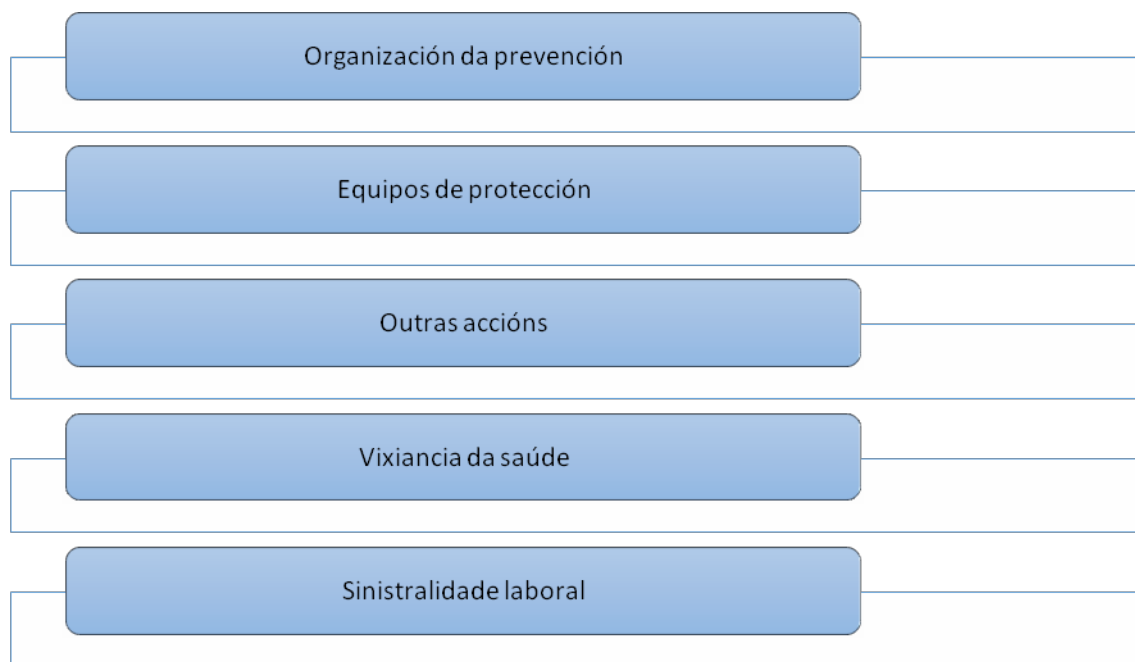 Organización da prevención
Equipos de protección
Outras accións
Vixiancia da saúde
Sinistralidade laboral